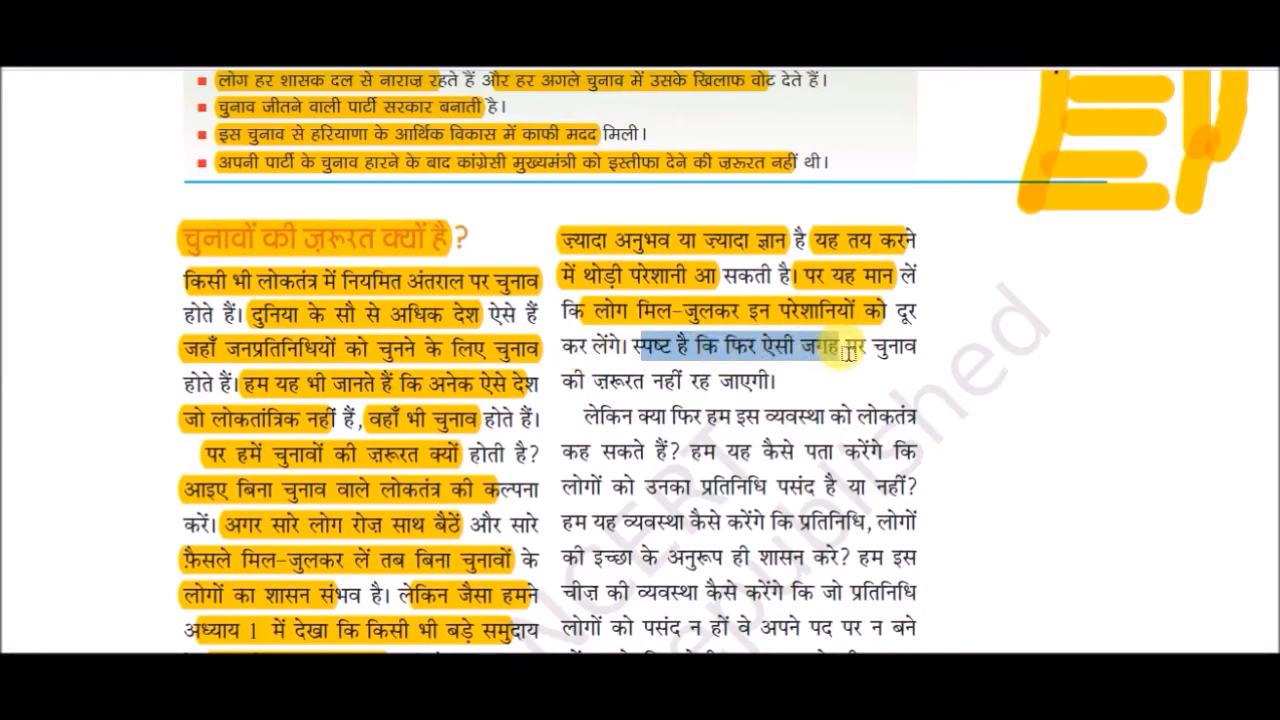 लोग हर शासक दल से नाराज़ रहते हैं और हर अगले चुनाव में उसके खिलाफ वोट देते हैं।
चुनाव जीतने वाली पार्टी सरकार बनाती है।
इस चुनाव से हरियाणा के आर्थिक विकास में काफी मदद मिली।
अपनी पार्टी के चुनाव हारने के बाद कांग्रेसी मुख्यमंत्री को इस्तीफा देने की ज़रूरत नहीं थी।
चुनावों की ज़रूरत क्यों है?
किसी भी लोकतंत्र में नियमित अंतराल पर चुनाव
होते हैं। दुनिया के सौ से अधिक देश ऐसे हैं
जहाँ जनप्रतिनिधियों को चुनने के लिए चुनाव
होते हैं। हम यह भी जानते हैं कि अनेक ऐसे देश
जो लोकतांत्रिक नहीं हैं, वहाँ भी चुनाव होते हैं।
पर हमें चुनावों की ज़रूरत क्यों होती है?
आइए बिना चुनाव वाले लोकतंत्र की कल्पना
करें। अगर सारे लोग रोज़ साथ बैठें और सारे
फ़ैसले मिल-जुलकर लें तब बिना चुनावों के
लोगों का शासन संभव है। लेकिन जैसा हमने
अध्याय 1 में देखा कि किसी भी बड़े समुदाय
ज़्यादा अनुभव या ज्यादा ज्ञान है यह तय करने
में थोड़ी परेशानी आ सकती है। पर यह मान लें
कि लोग मिल-जुलकर इन परेशानियों को दूर
कर लेंगे। स्पष्ट है कि फिर ऐसी जगह पर चुनाव
की ज़रूरत नहीं रह जाएगी।
लेकिन क्या फिर हम इस व्यवस्था को लोकतंत्र
कह सकते हैं? हम यह कैसे पता करेंगे कि
लोगों को उनका प्रतिनिधि पसंद है या नहीं?
हम यह व्यवस्था कैसे करेंगे कि प्रतिनिधि, लोगों
की इच्छा के अनुरूप ही शासन करे? हम इस
चीज़ की व्यवस्था कैसे करेंगे कि जो प्रतिनिधि
लोगों को पसंद न हों वे अपने पद पर न बने
NCERT
republished